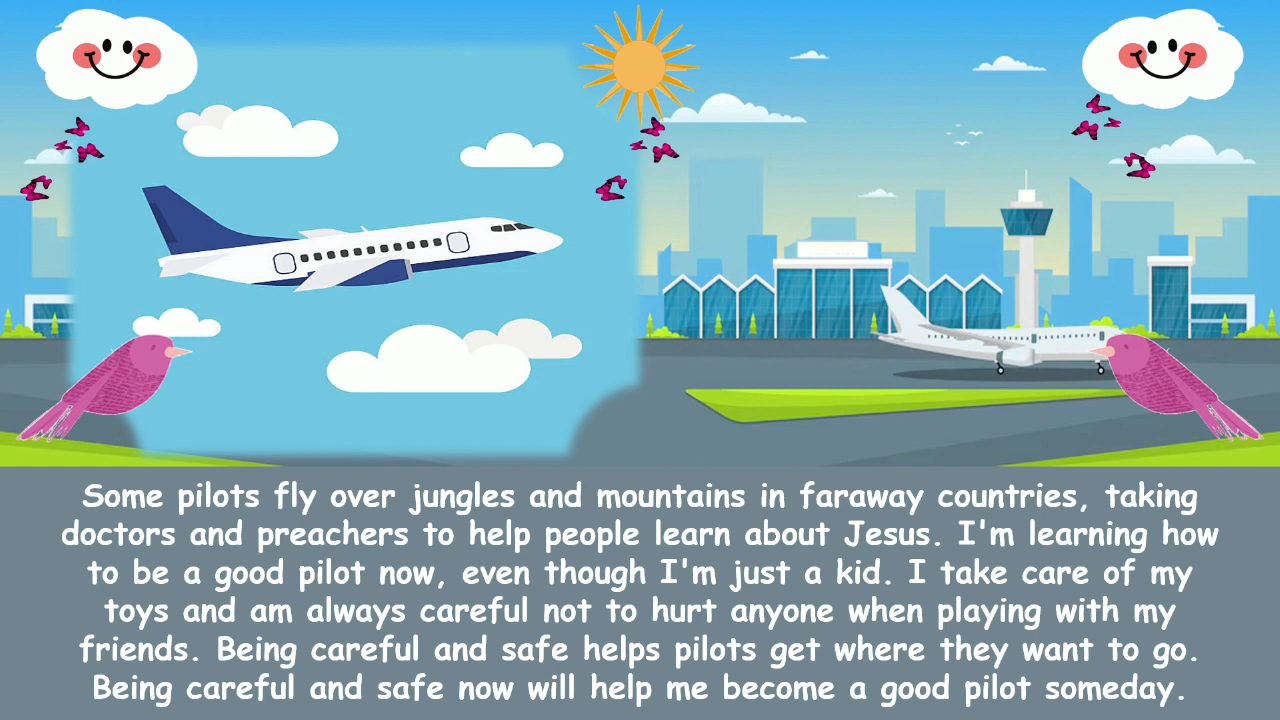 Some pilots fly over jungles and mountains in faraway countries, taking
doctors and preachers to help people learn about Jesus. I'm learning how
to be a good pilot now, even though I'm just a kid. I take care of my
toys and am always careful not to hurt anyone when playing with my
friends. Being careful and safe helps pilots get where they want to go.
Being careful and safe now will help me become a good pilot someday.